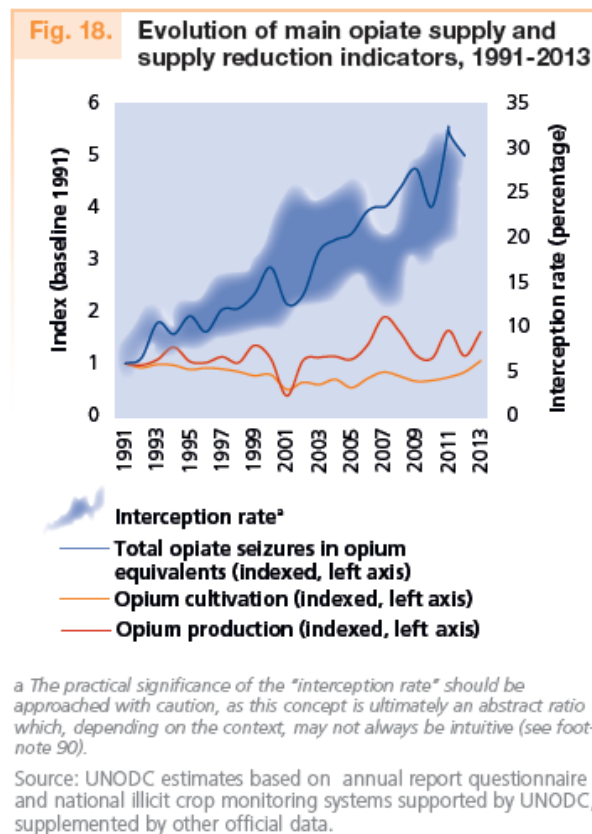 Fig. 18. Evolution of main opiate supply and
supply reduction indicators, 1991-2013
Index (baseline 1991)
6
5
4
3
2
1
0
35
30
25
20
15
10
5
0
Interception rate (percentage)
1991
1993
1995
1997
1999
2001
2003
2005
2007
2009
2011
2013
Interception rateª
Total opiate seizures in opium
equivalents (indexed, left axis)
Opium cultivation (indexed, left axis)
Opium production (indexed, left axis)
a The practical significance of the "interception rate" should be
approached with caution, as this concept is ultimately an abstract ratio
which, depending on the context, may not always be intuitive (see foot-
note 90).
Source: UNODC estimates based on annual report questionnaire
and national illicit crop monitoring systems supported by UNODC,
supplemented by other official data.